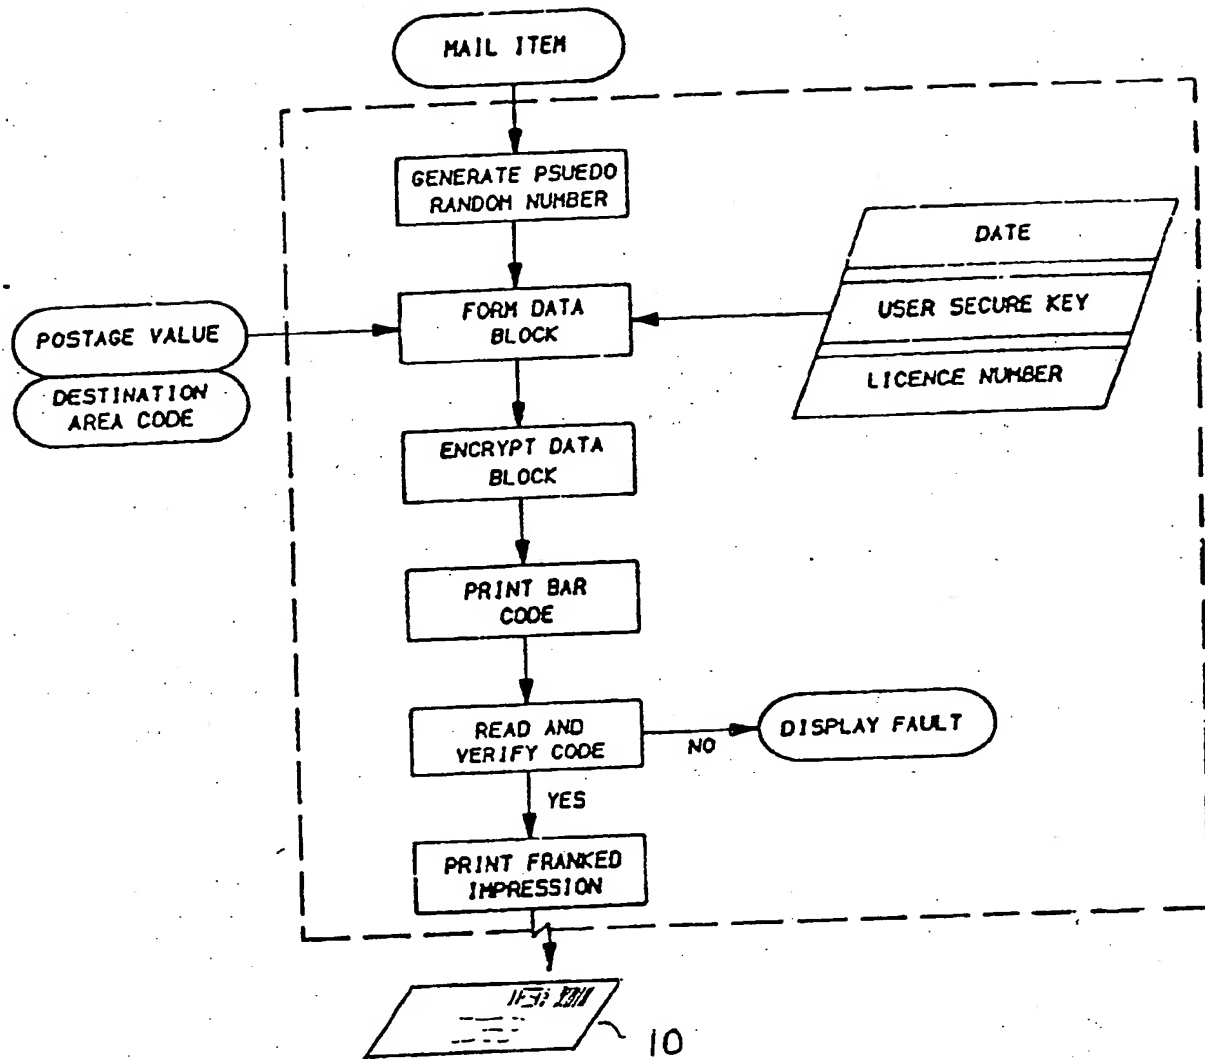 MAIL ITEM
GENERATE PSUEDO
RANDOM NUMBER
DATE
FORM DATA
BLOCK
USER SECURE KEY
POSTAGE VALUE
LICENCE NUMBER
DESTINATION
AREA CODE
ENCRYPT DATA
BLOCK
PRINT BAR
CODE
READ AND
VERIFY CODE
NO
DISPLAY FAULT
YES
PRINT FRANKED
IMPRESSION
10